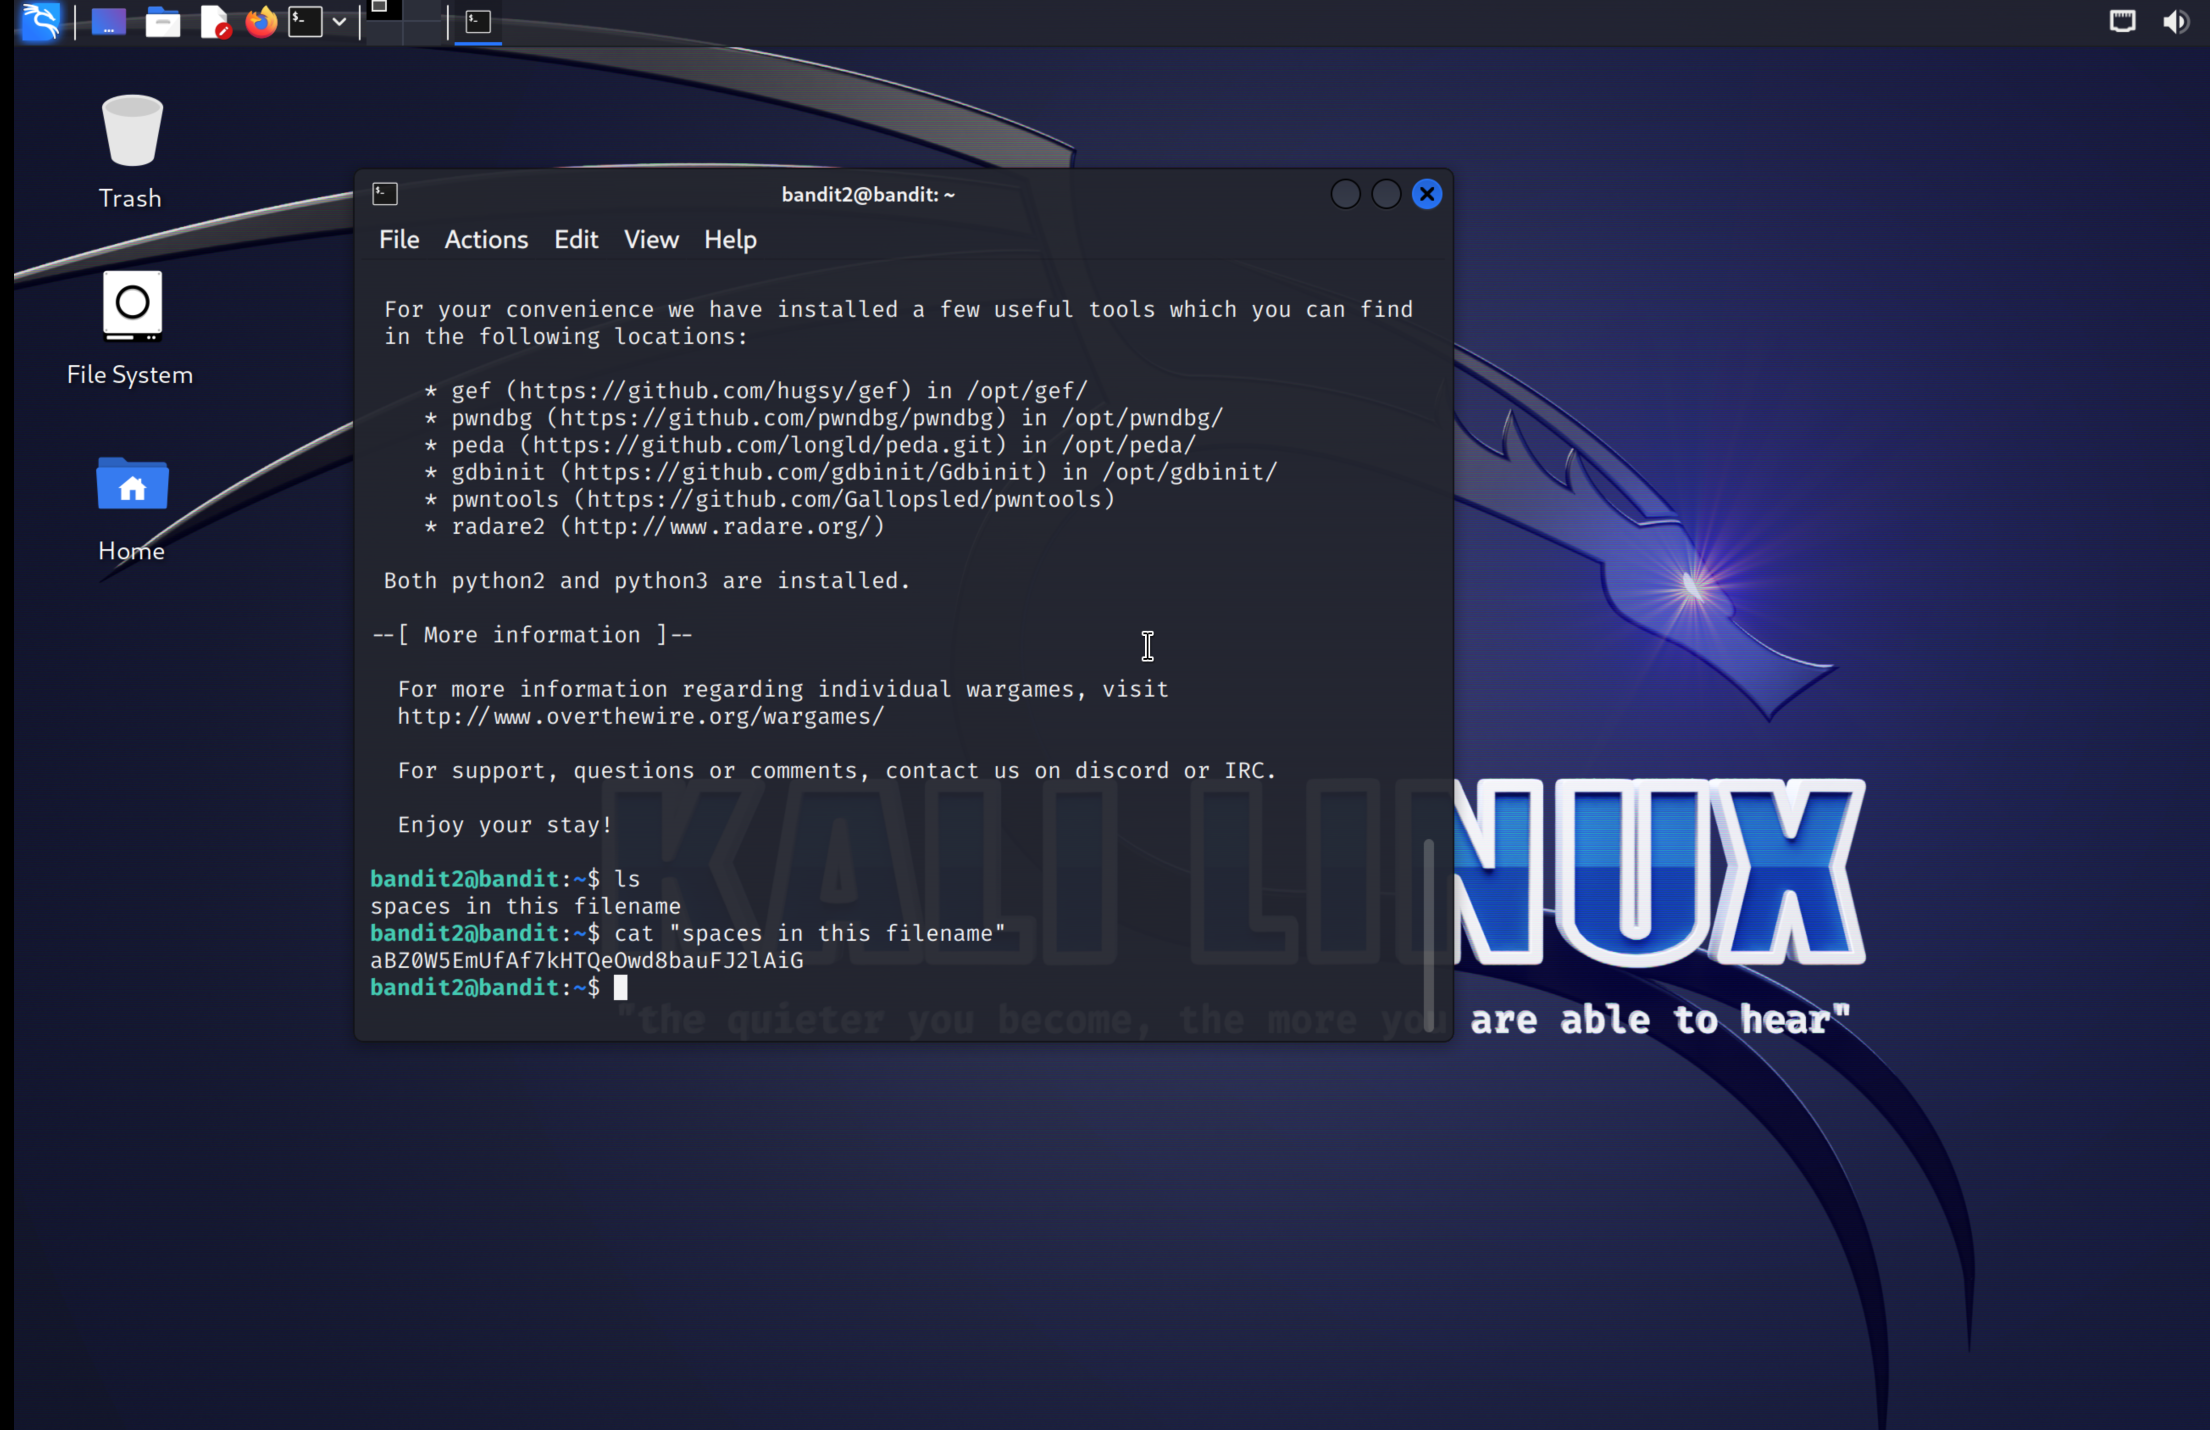 Trash
File System
Home
bandit2@bandit: ~
File Actions Edit View Help
For your convenience we have installed a few useful tools which you can find
in the following locations:
* gef (https://github.com/hugsy/gef) in /opt/gef/
* pwndbg (https://github.com/pwndbg/pwndbg) in /opt/pwndbg/
* peda (https://github.com/longld/peda.git) in /opt/peda/
* gdbinit (https://github.com/gdbinit/Gdbinit) in /opt/gdbinit/
* pwntools (https://github.com/Gallopsled/pwntools)
* radare2 (http://www.radare.org/)
Both python2 and python3 are installed.
--[ More information ]--
For more information regarding individual wargames, visit
http://www.overthewire.org/wargames/
For support, questions or comments, contact us on discord or IRC.
Enjoy your stay!
bandit2@bandit:~$ ls
spaces in this filename
bandit2@bandit:~$ cat "spaces in this filename"
aBZ0W5EmUfAf7kHTQeOwd8bauFJ2lAiG
bandit2@bandit:~$
KALI LINUX
"the quieter you become, the more you are able to hear"